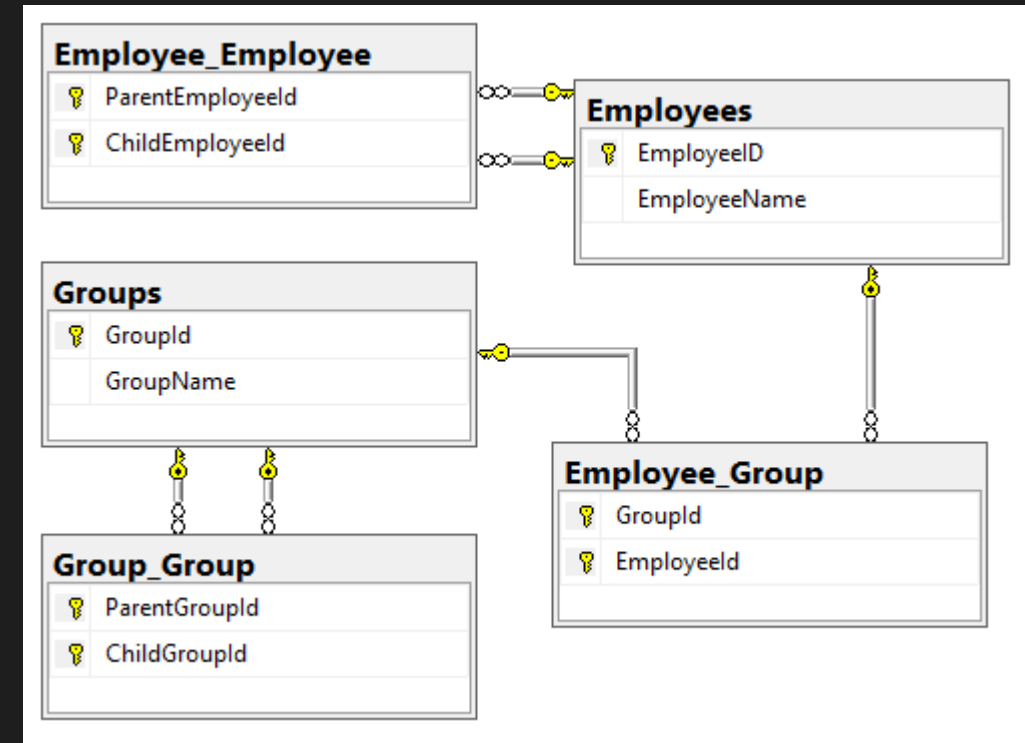 Employee_Employee
ParentEmployeeId
ChildEmployeeId
Employees
EmployeeID
EmployeeName
Groups
GroupId
GroupName
Employee_Group
GroupId
EmployeeId
Group_Group
ParentGroupId
ChildGroupId